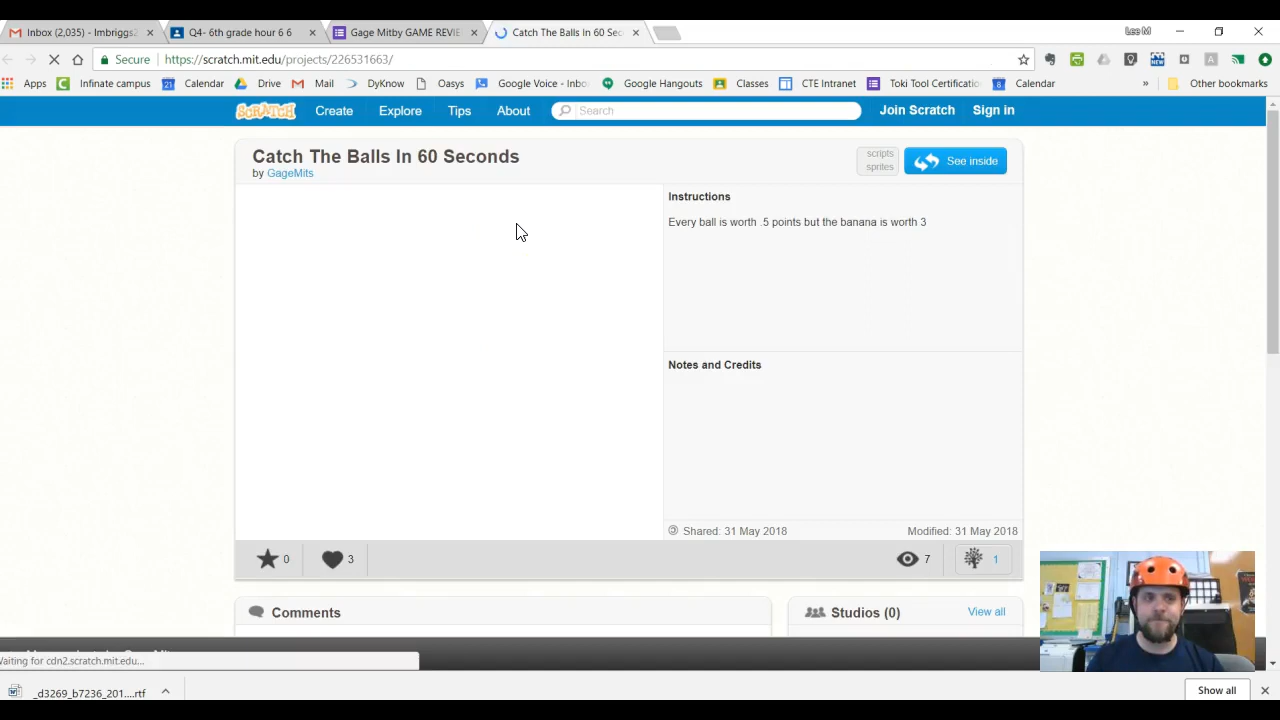 Inbox (2,035) - lmbriggs
Q4- 6th grade hour 6 6
Gage Mitby GAME REVIE
Catch The Balls In 60 Sec
Lee M
Secure https://scratch.mit.edu/projects/226531663/
Apps Infinate campus Calendar Drive Mail DyKnow Oasys Google Voice - Inbo Google Hangouts Classes CTE Intranet Toki Tool Certificatio Calendar » Other bookmarks
SCRATCH Create Explore Tips About Search Join Scratch Sign in
Catch The Balls In 60 Seconds
by GageMits
scripts
sprites
See inside
Instructions
Every ball is worth .5 points but the banana is worth 3
Notes and Credits
Shared: 31 May 2018 Modified: 31 May 2018
0 3 7 1
Comments
Studios (0) View all
Waiting for cdn2.scratch.mit.edu...
_d3269_b7236_201....rtf
Show all